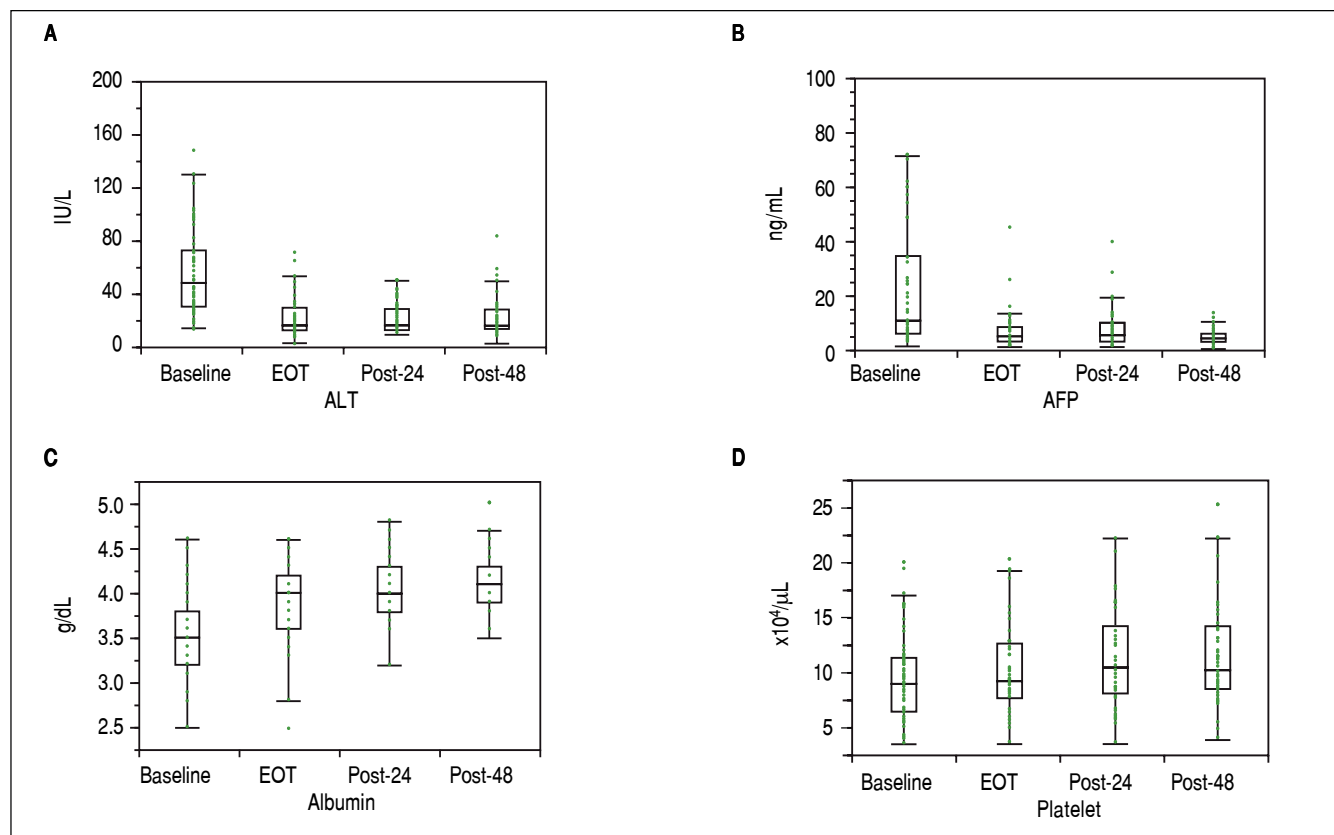 A
200
160
120
80
40
0
IU/L
Baseline EOT Post-24 Post-48
ALT
B
100
80
60
40
20
0
ng/mL
Baseline EOT Post-24 Post-48
AFP
C
5.0
4.5
4.0
3.5
3.0
2.5
g/dL
Baseline EOT Post-24 Post-48
Albumin
D
25
20
15
10
5
x10⁴/μL
Baseline EOT Post-24 Post-48
Platelet